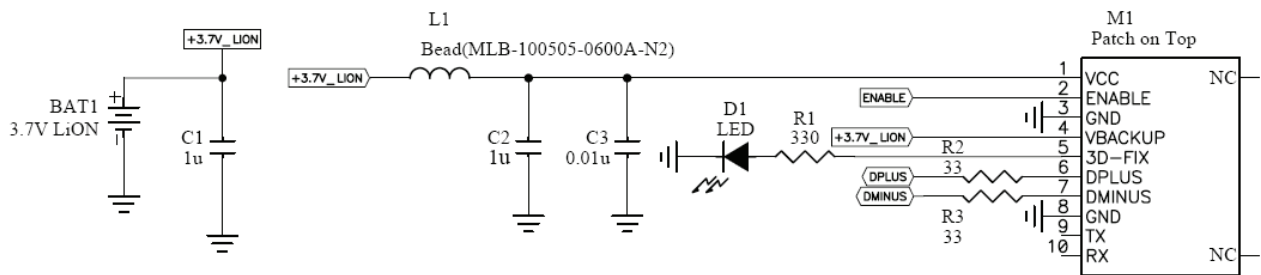 +3.7V_LION
BAT1
3.7V LiON
+
-
C1
1u
+3.7V_LION
L1
Bead(MLB-100505-0600A-N2)
C2
1u
C3
0.01u
D1
LED
R1
330
ENABLE
+3.7V_LION
DPLUS
DMINUS
R2
33
R3
33
M1
Patch on Top
1 VCC
2 ENABLE
3 GND
4 VBACKUP
5 3D-FIX
6 DPLUS
7 DMINUS
8 GND
9 TX
10 RX
NC
NC